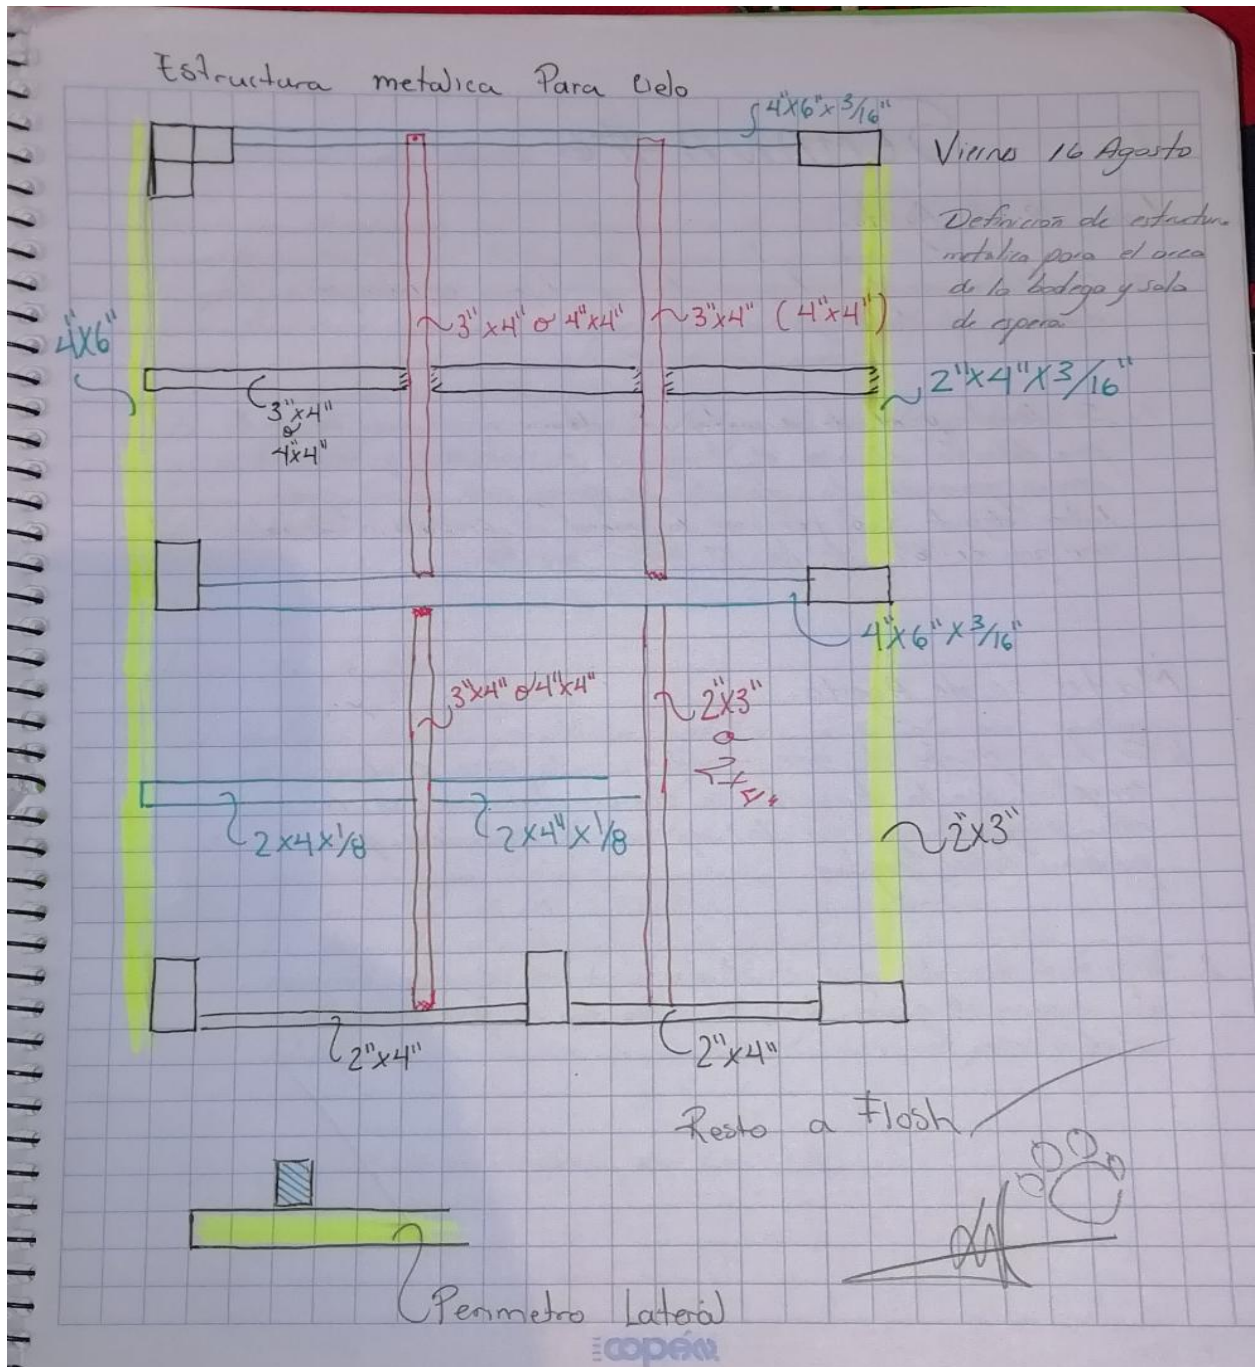 Estructura metalica Para Cielo
4"x6"x3/16"
Viernes 16 Agosto
Definición de estructura
metalica para el area
de la bodega y sala
de espera
3"x4" o 4"x4"
3"x4" (4"x4")
4"x6"
2"x4"x3/16"
3"x4"
o
4"x4"
4"x6"x3/16"
3"x4" o 4"x4"
2"x3"
o
2x4x1/8
2x4"x1/8
2"x3"
2"x4"
2"x4"
Resto a Flosh
Perimetro Lateral
copán